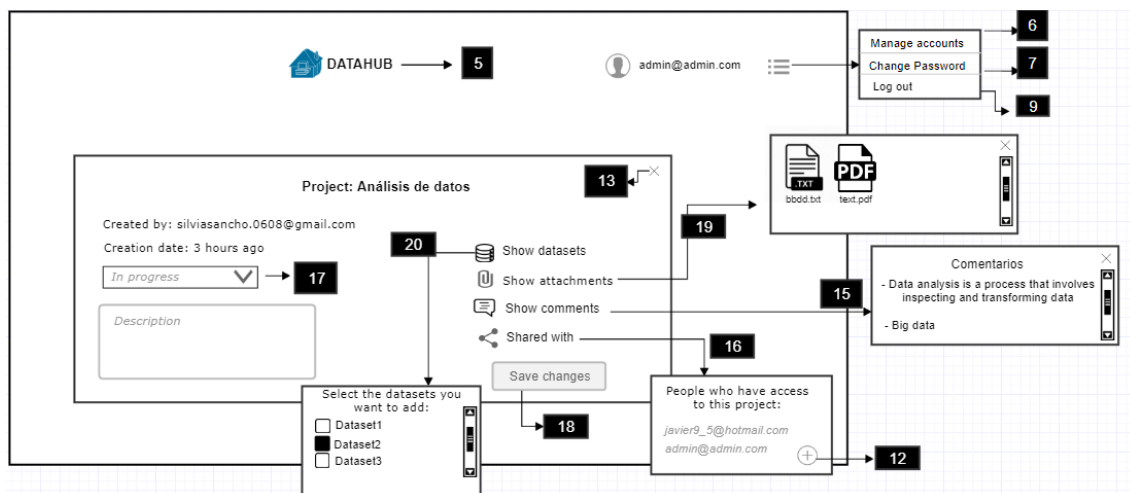 DATAHUB
5
admin@admin.com
Manage accounts
Change Password
Log out
6
7
9
Project: Análisis de datos
13
Created by: silviasancho.0608@gmail.com
Creation date: 3 hours ago
In progress
17
Description
20
Show datasets
Show attachments
Show comments
Shared with
Save changes
18
19
.TXT
bbdd.txt
PDF
text.pdf
15
Comentarios
- Data analysis is a process that involves
inspecting and transforming data
- Big data
16
Select the datasets you
want to add:
Dataset1
Dataset2
Dataset3
People who have access
to this project:
javier9_5@hotmail.com
admin@admin.com
12